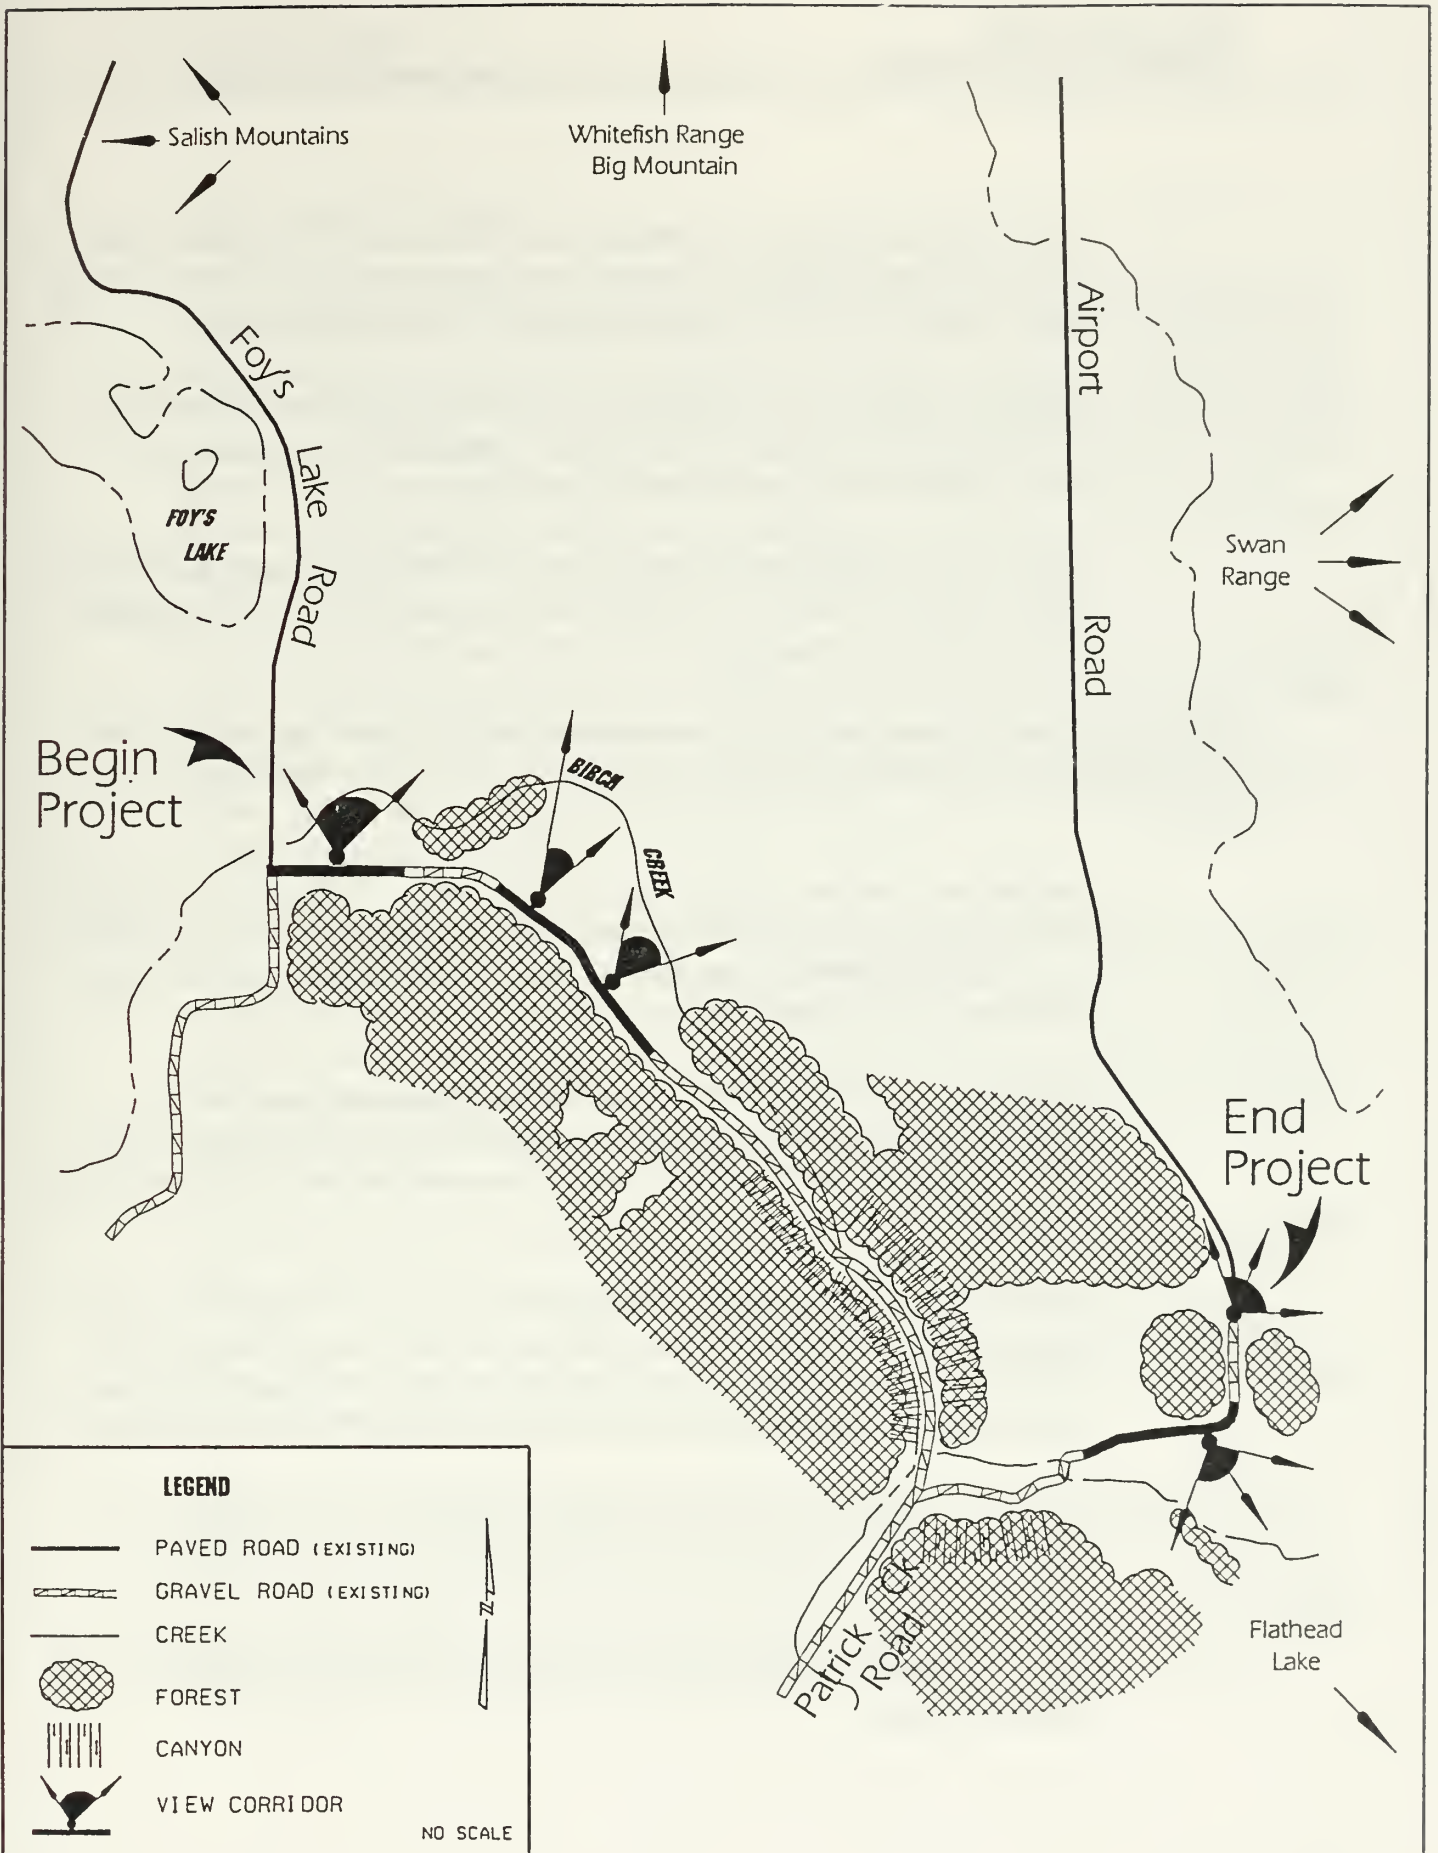 Salish Mountains
Whitefish Range
Big Mountain
Foy's Lake Road
Airport Road
FOY'S
LAKE
Swan
Range
Begin
Project
BIRCH CREEK
End
Project
Patrick CK
Road
Flathead
Lake
LEGEND
PAVED ROAD (EXISTING)
GRAVEL ROAD (EXISTING)
CREEK
FOREST
CANYON
VIEW CORRIDOR
N
NO SCALE